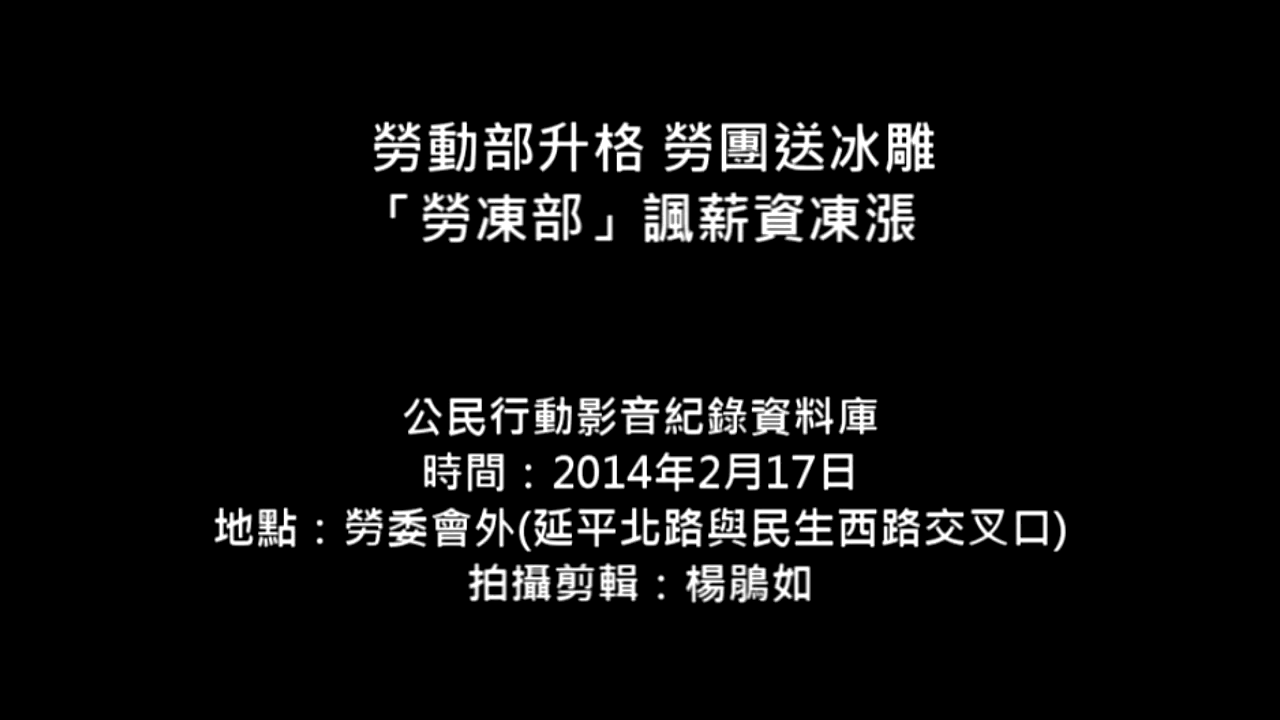 勞動部升格 勞團送冰雕
「勞凍部」諷薪資凍漲
公民行動影音紀錄資料庫
時間：2014年2月17日
地點：勞委會外(延平北路與民生西路交叉口)
拍攝剪輯：楊鵑如